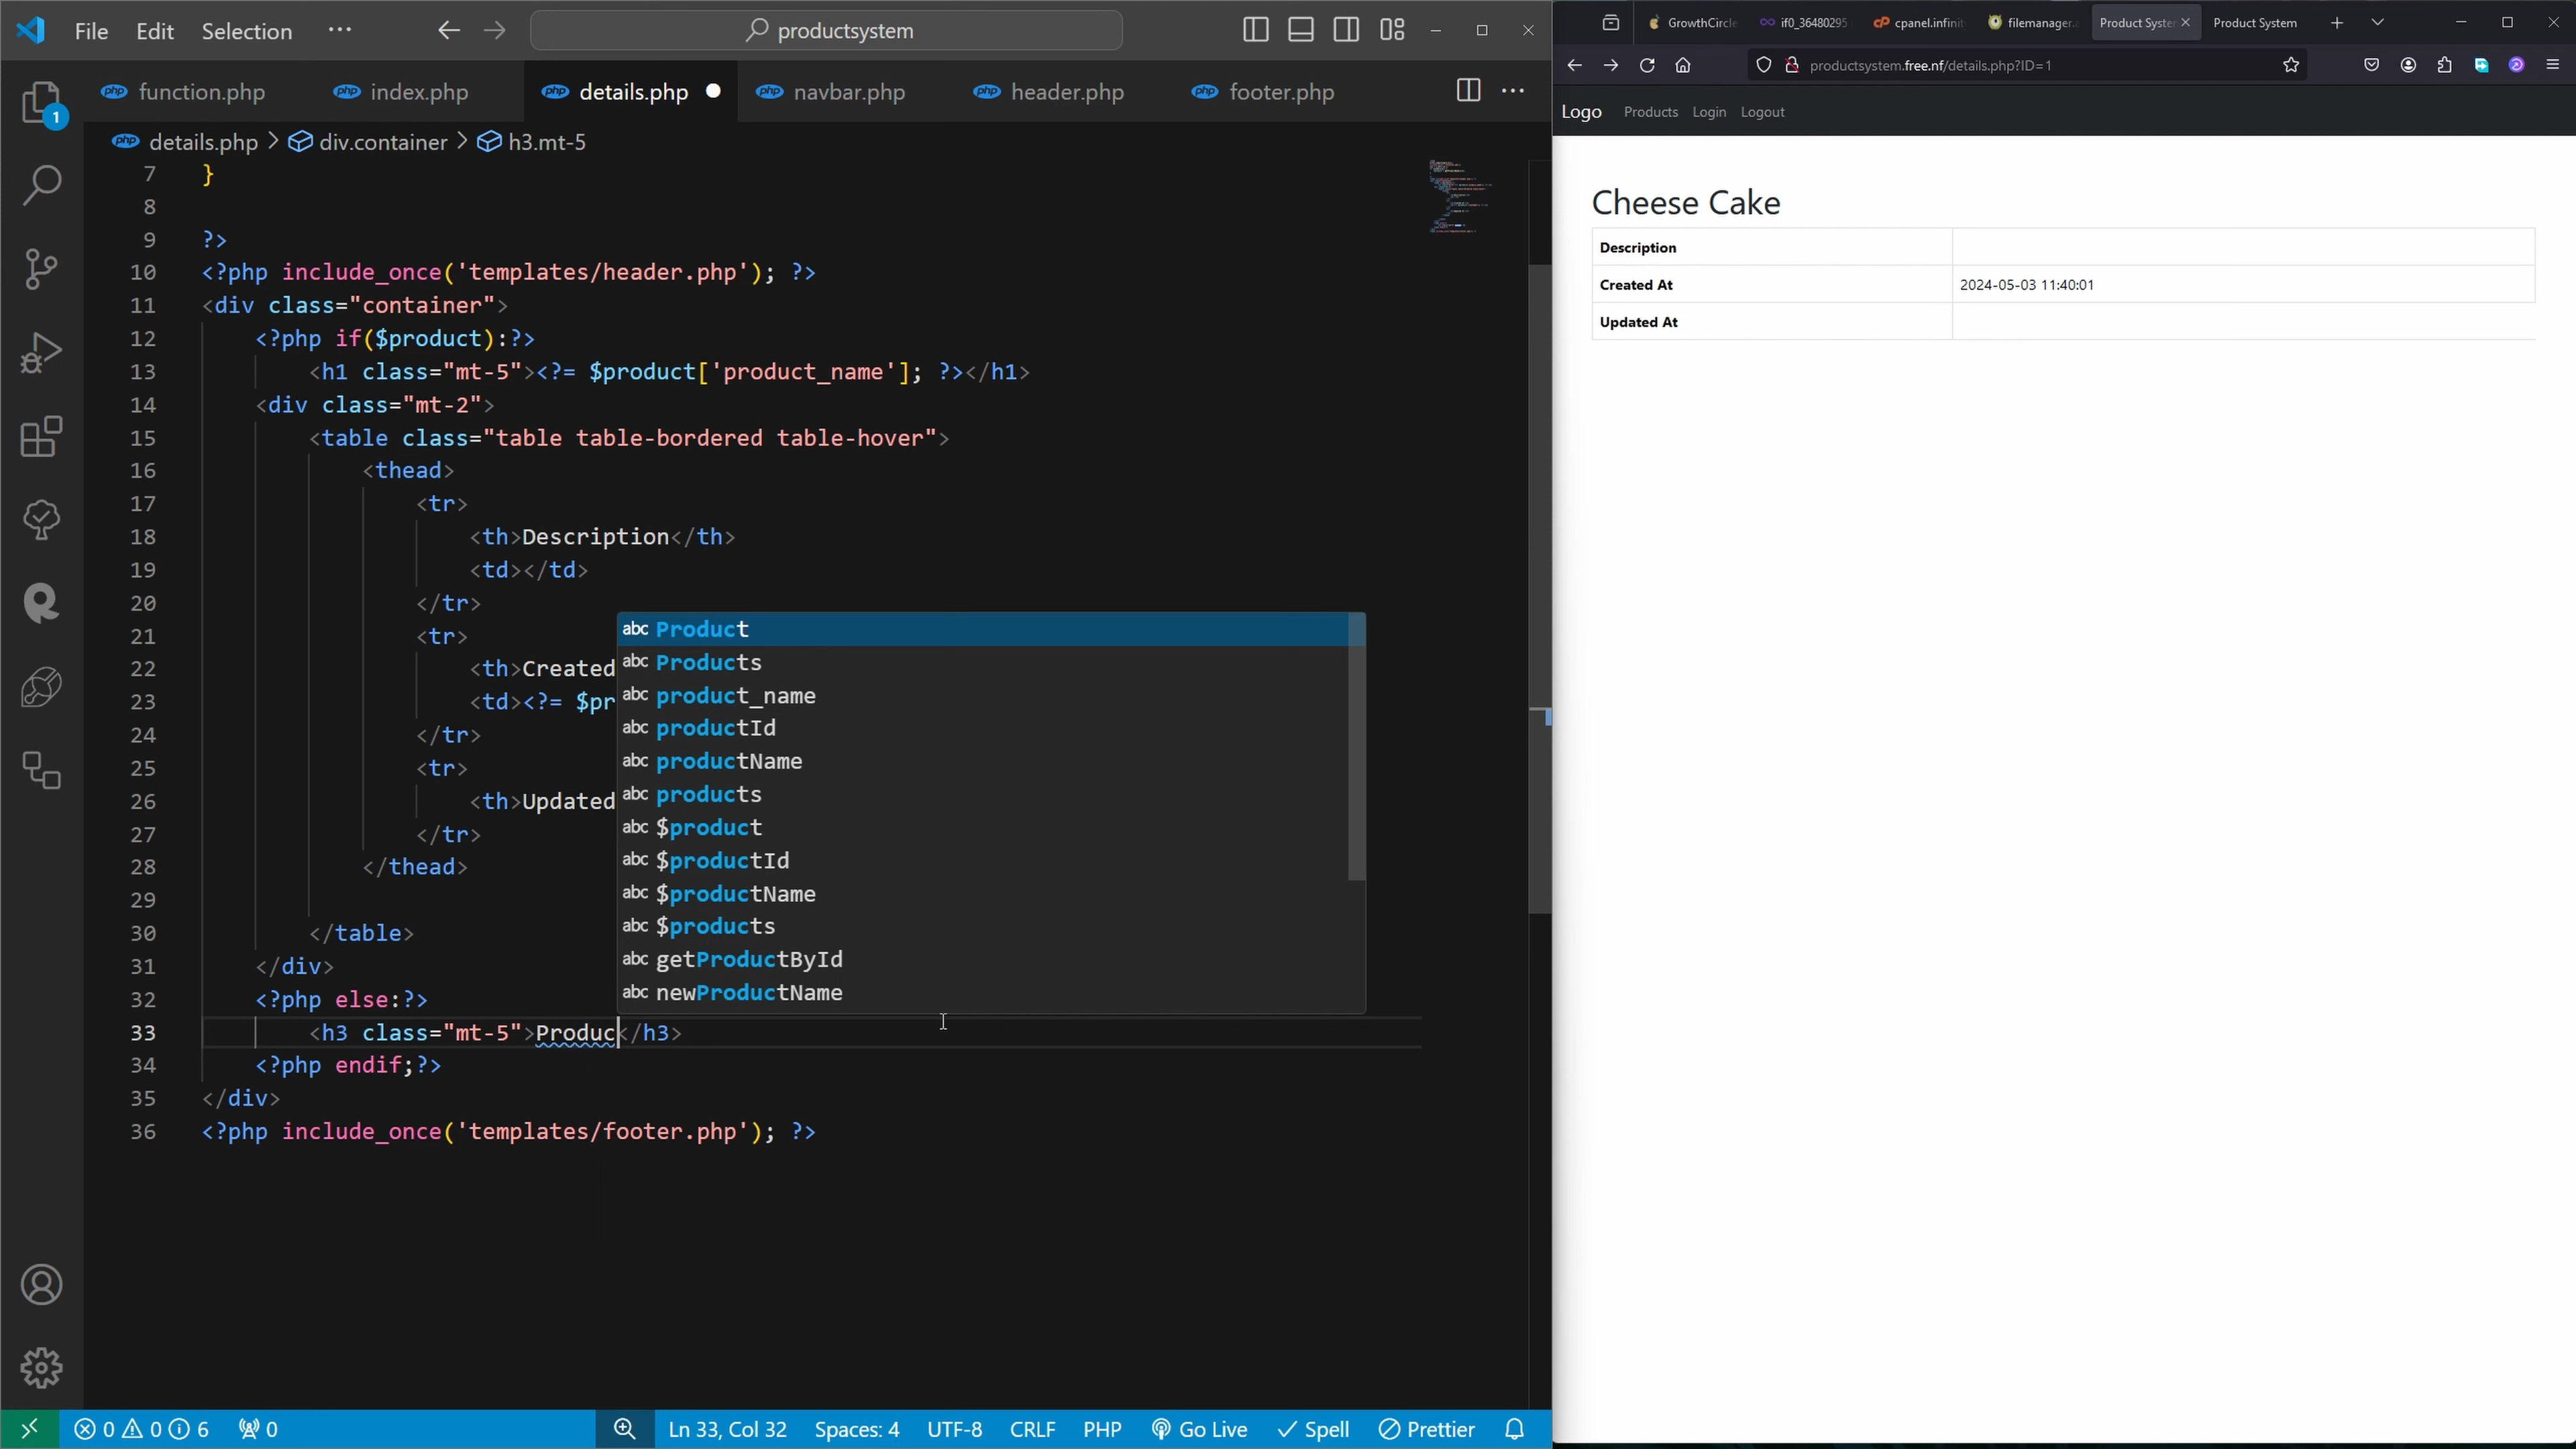 File Edit Selection ··· productsystem
function.php index.php details.php navbar.php header.php footer.php ···
1
details.php > div.container > h3.mt-5
7 }
8
9 ?>
10 <?php include_once('templates/header.php'); ?>
11 <div class="container">
12 <?php if($product):?>
13 <h1 class="mt-5"><?= $product['product_name']; ?></h1>
14 <div class="mt-2">
15 <table class="table table-bordered table-hover">
16 <thead>
17 <tr>
18 <th>Description</th>
19 <td></td>
20 </tr>
21 <tr>
22 <th>Created
23 <td><?= $pr
24 </tr>
25 <tr>
26 <th>Updated
27 </tr>
28 </thead>
29
30 </table>
31 </div>
32 <?php else:?>
33 <h3 class="mt-5">Produc</h3>
34 <?php endif;?>
35 </div>
36 <?php include_once('templates/footer.php'); ?>
abc Product
abc Products
abc product_name
abc productId
abc productName
abc products
abc $product
abc $productId
abc $productName
abc $products
abc getProductById
abc newProductName
0 0 6 0 Ln 33, Col 32 Spaces: 4 UTF-8 CRLF PHP Go Live Spell Prettier
GrowthCircle if0_36480295 cpanel.infinit filemanager. Product Syste Product System
productsystem.free.nf/details.php?ID=1
Logo Products Login Logout
Cheese Cake
Description
Created At 2024-05-03 11:40:01
Updated At